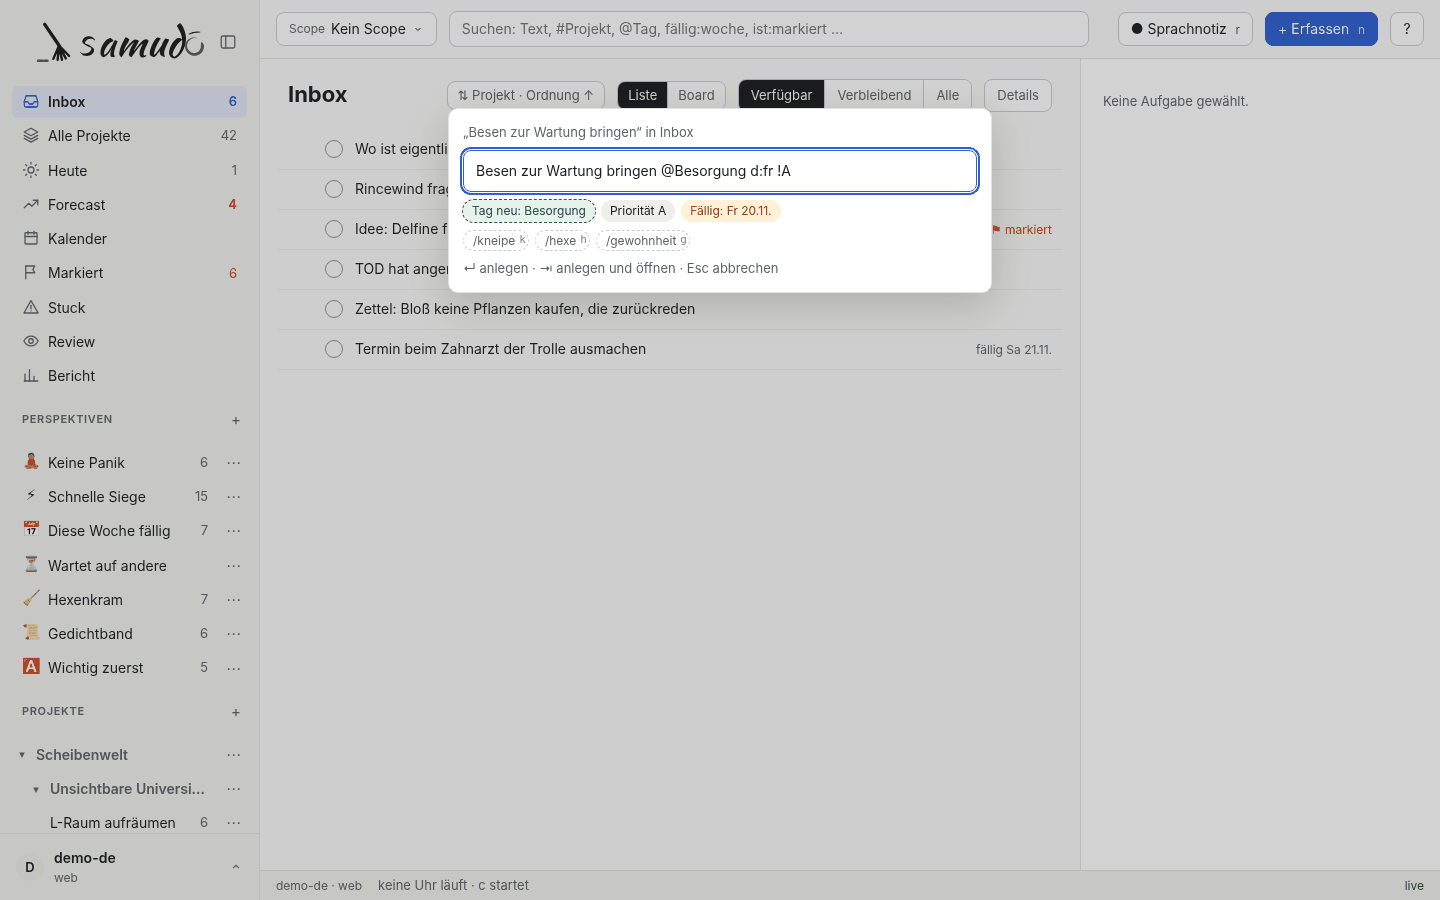 samudō
Inbox 6
Alle Projekte 42
Heute 1
Forecast 4
Kalender
Markiert 6
Stuck
Review
Bericht
PERSPEKTIVEN +
Keine Panik 6 ...
Schnelle Siege 15 ...
Diese Woche fällig 7 ...
Wartet auf andere ...
Hexenkram 7 ...
Gedichtband 6 ...
Wichtig zuerst 5 ...
PROJEKTE +
Scheibenwelt ...
Unsichtbare Universi... ...
L-Raum aufräumen 6 ...
D demo-de
web
Scope Kein Scope
Suchen: Text, #Projekt, @Tag, fällig:woche, ist:markiert ...
Sprachnotiz r
+ Erfassen n
?
Inbox
⇅ Projekt · Ordnung ↑
Liste Board
Verfügbar Verbleibend Alle
Details
„Besen zur Wartung bringen“ in Inbox
Besen zur Wartung bringen @Besorgung d:fr !A
Tag neu: Besorgung Priorität A Fällig: Fr 20.11.
/kneipe k /hexe h /gewohnheit g
↵ anlegen · ⇥ anlegen und öffnen · Esc abbrechen
Wo ist
Rincewind
Idee: Delfine
markiert
TOD hat
Zettel: Bloß keine Pflanzen kaufen, die zurückreden
Termin beim Zahnarzt der Trolle ausmachen fällig Sa 21.11.
Keine Aufgabe gewählt.
demo-de · web keine Uhr läuft · c startet
live